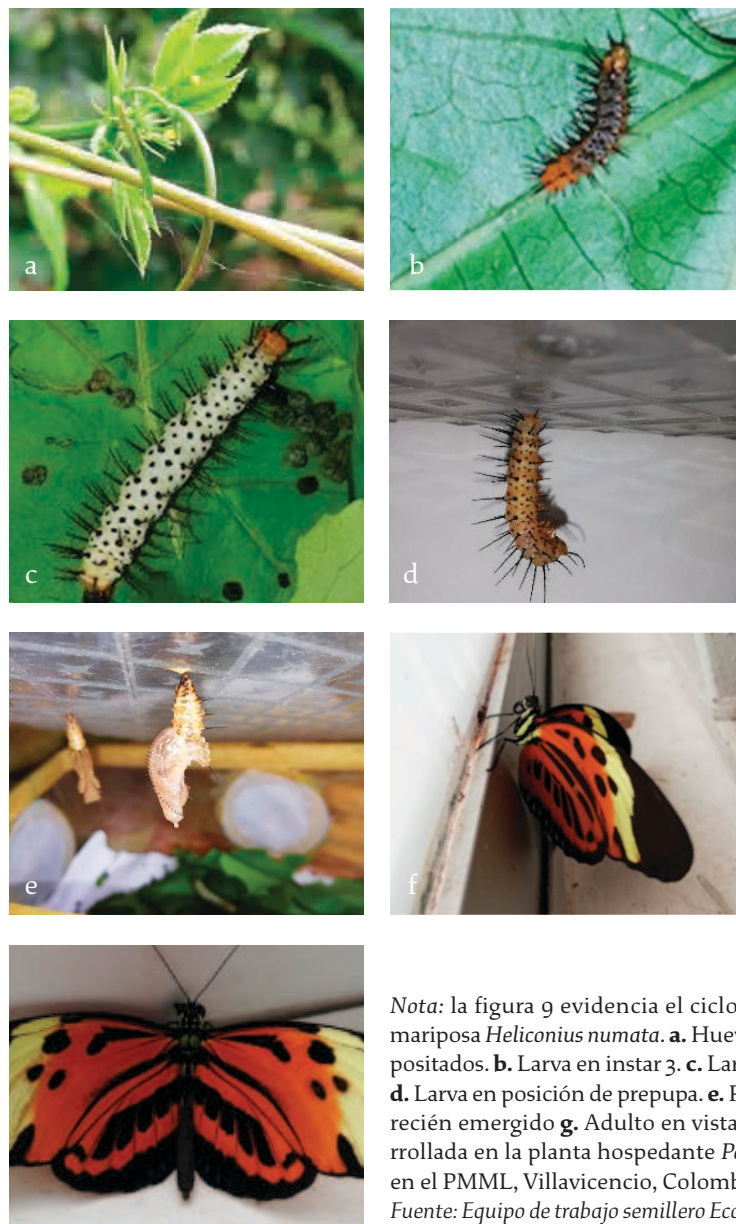 a
b
c
d
e
f
Nota: la figura 9 evidencia el ciclo
mariposa Heliconius numata. a. Huev
positados. b. Larva en instar 3. c. Lar
d. Larva en posición de prepupa. e. P
recién emergido g. Adulto en vista
rrollada en la planta hospedante Pa
en el PMML, Villavicencio, Colomb
Fuente: Equipo de trabajo semillero Eco